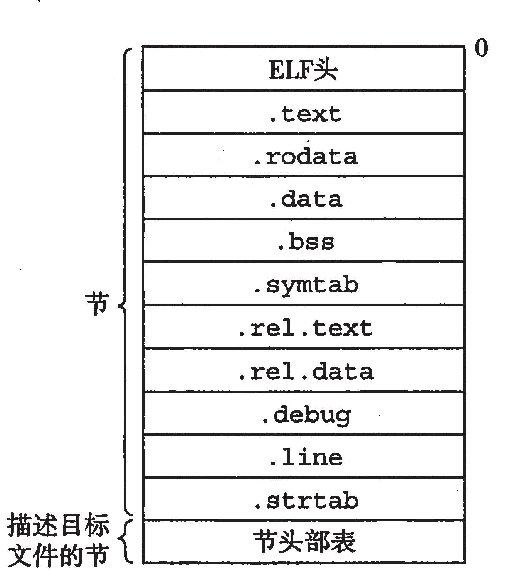 0
ELF头
.text
.rodata
.data
.bss
.symtab
节
.rel.text
.rel.data
.debug
.line
.strtab
描述目标
文件的节
节头部表